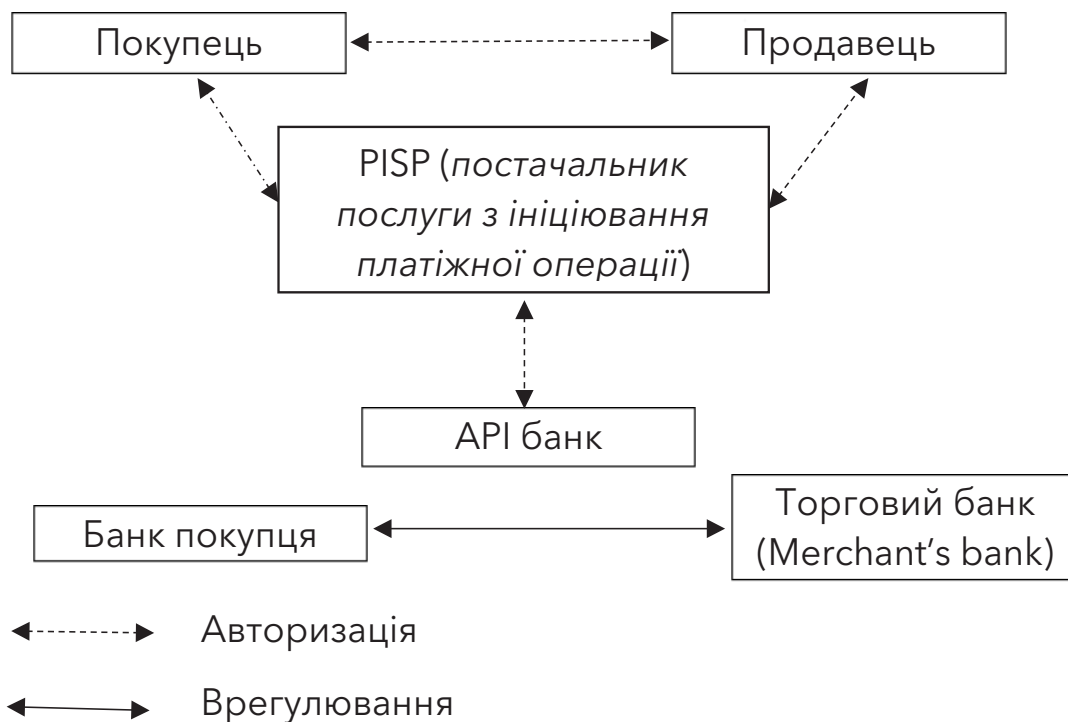 Покупець
Продавець
PISP (постачальник
послуги з ініціювання
платіжної операції)
API банк
Банк покупця
Торговий банк
(Merchant’s bank)
Авторизація
Врегулювання